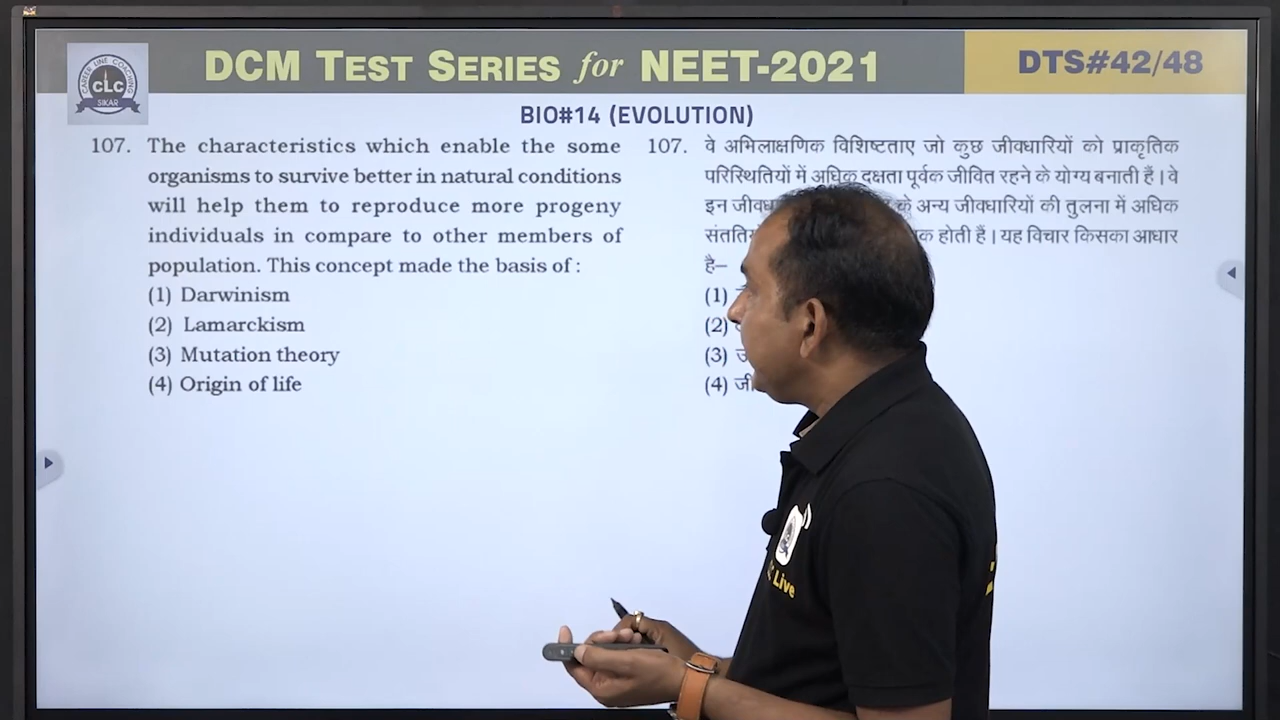 DCM TEST SERIES for NEET-2021
DTS#42/48
CAREER LINE COACHING
CLC
SIKAR
BIO#14 (EVOLUTION)
107. The characteristics which enable the some
organisms to survive better in natural conditions
will help them to reproduce more progeny
individuals in compare to other members of
population. This concept made the basis of :
(1) Darwinism
(2) Lamarckism
(3) Mutation theory
(4) Origin of life
107. वे अभिलाक्षणिक विशिष्टताए जो कुछ जीवधारियों को प्राकृतिक
परिस्थितियों में अधिक दक्षता पूर्वक जीवित रहने के योग्य बनाती हैं । वे
इन के अन्य जीवधारियों की तुलना में अधिक
होती हैं । यह विचार किसका आधार
है–
(1)
(2)
(3)
(4)
Live